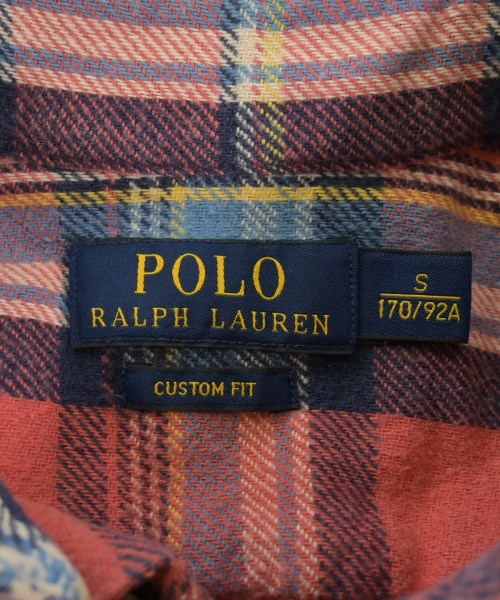 POLO
RALPH LAUREN
S
170/92A
CUSTOM FIT